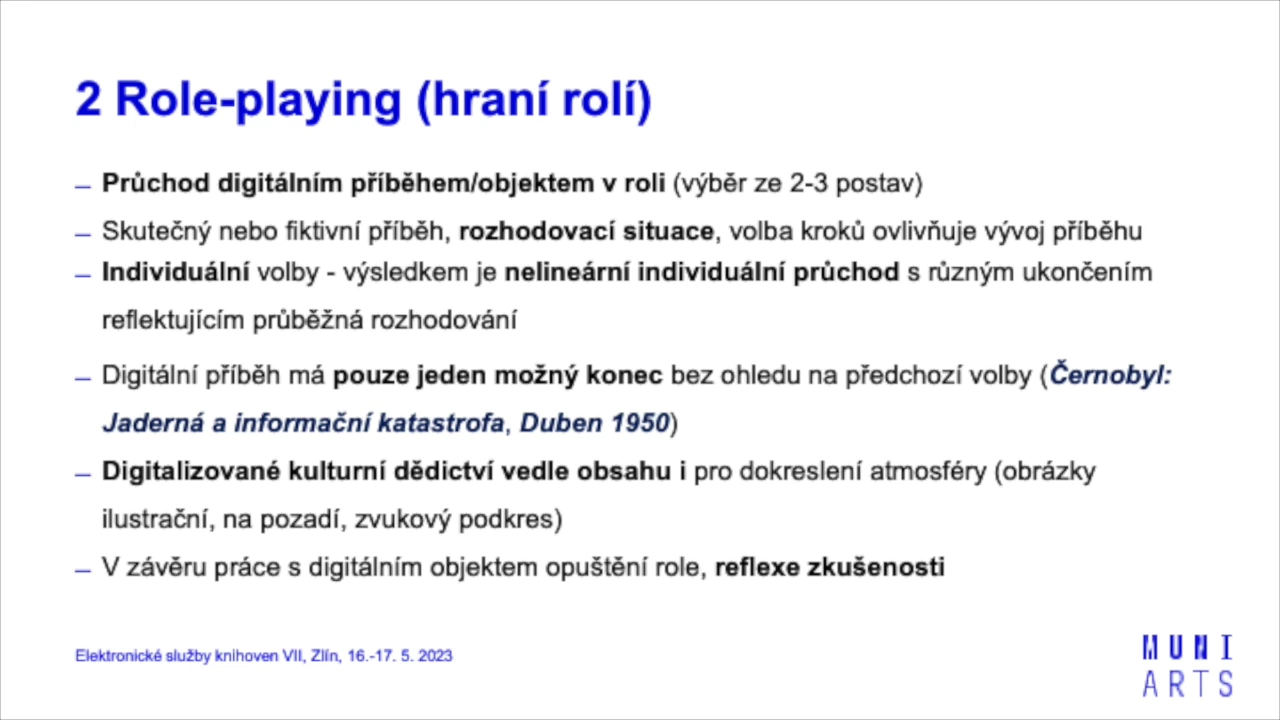 2 Role-playing (hraní rolí)
– Průchod digitálním příběhem/objektem v roli (výběr ze 2-3 postav)
– Skutečný nebo fiktivní příběh, rozhodovací situace, volba kroků ovlivňuje vývoj příběhu
– Individuální volby - výsledkem je nelineární individuální průchod s různým ukončením
reflektujícím průběžná rozhodování
– Digitální příběh má pouze jeden možný konec bez ohledu na předchozí volby (Černobyl:
Jaderná a informační katastrofa, Duben 1950)
– Digitalizované kulturní dědictví vedle obsahu i pro dokreslení atmosféry (obrázky
ilustrační, na pozadí, zvukový podkres)
– V závěru práce s digitálním objektem opuštění role, reflexe zkušenosti
Elektronické služby knihoven VII, Zlín, 16.-17. 5. 2023
MUNI
ARTS